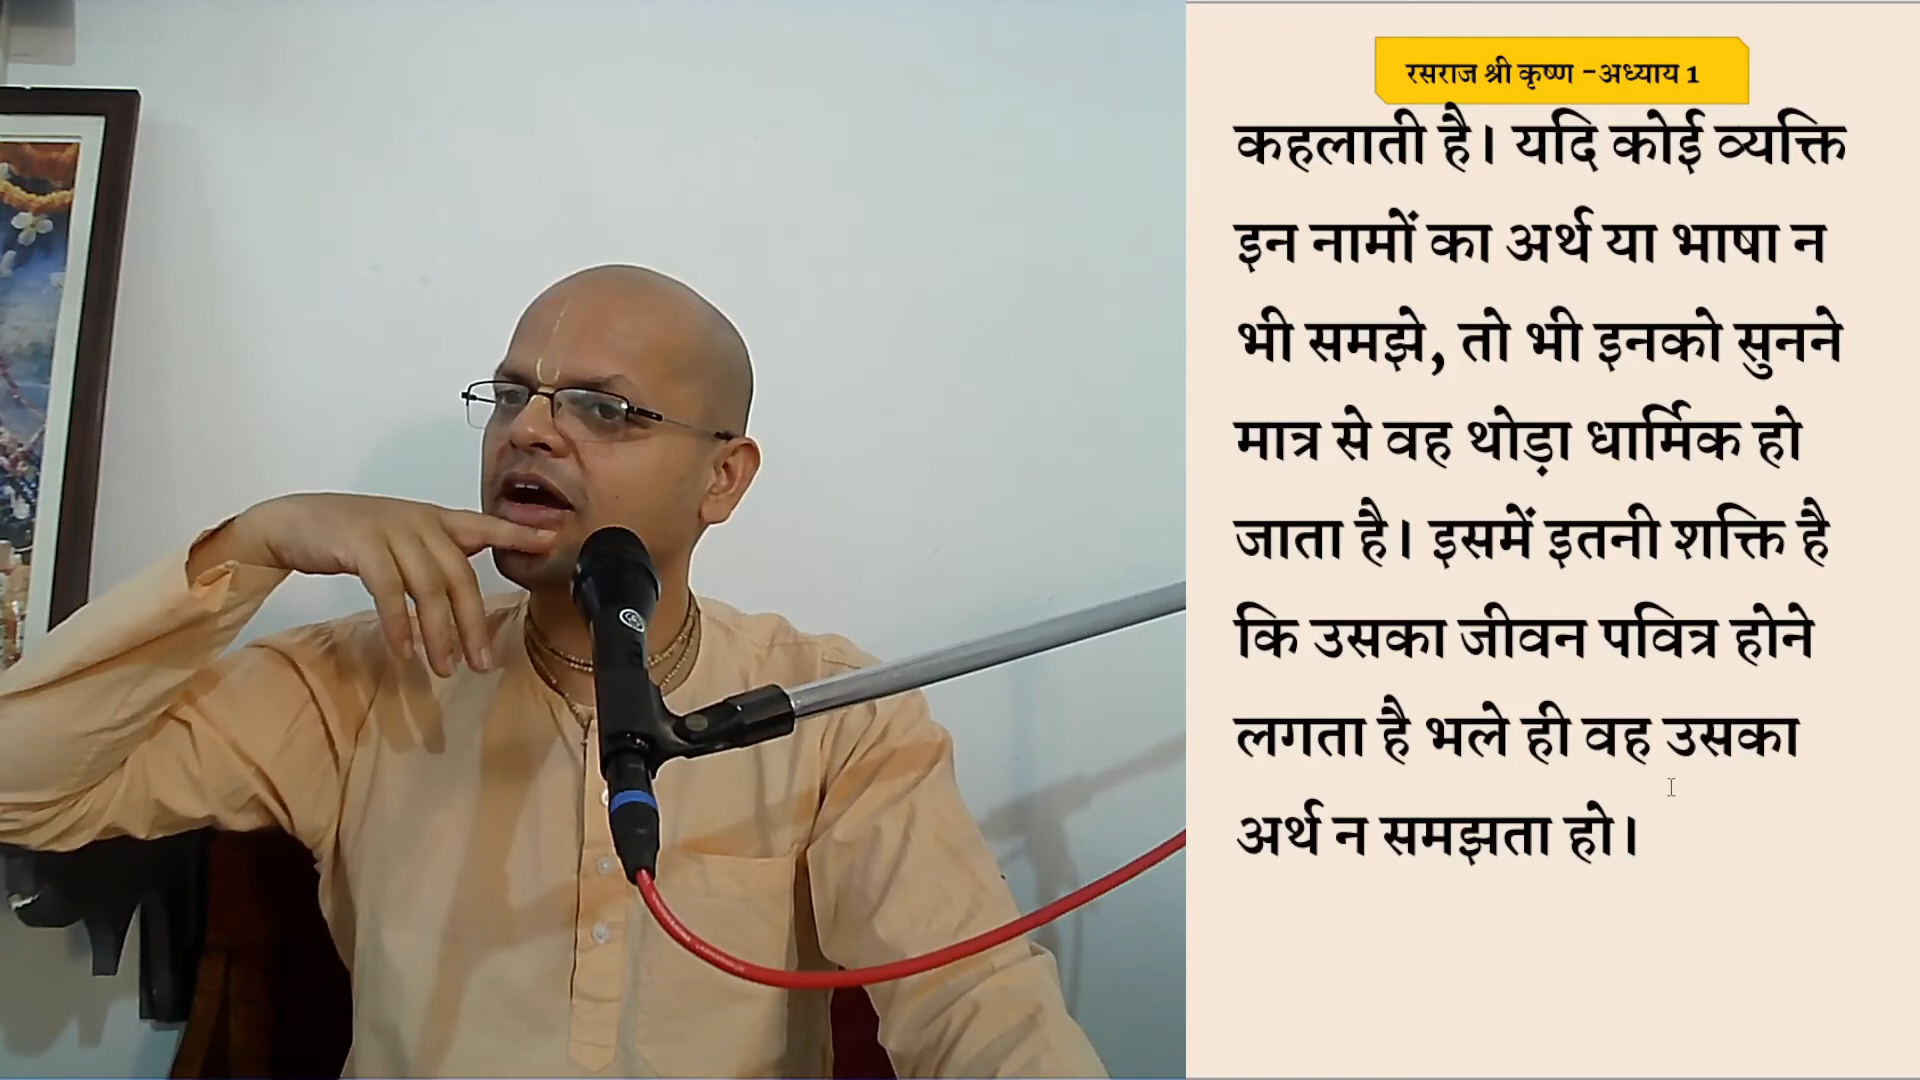 रसराज श्री कृष्ण -अध्याय 1
कहलाती है। यदि कोई व्यक्ति
इन नामों का अर्थ या भाषा न
भी समझे, तो भी इनको सुनने
मात्र से वह थोड़ा धार्मिक हो
जाता है। इसमें इतनी शक्ति है
कि उसका जीवन पवित्र होने
लगता है भले ही वह उसका
अर्थ न समझता हो।